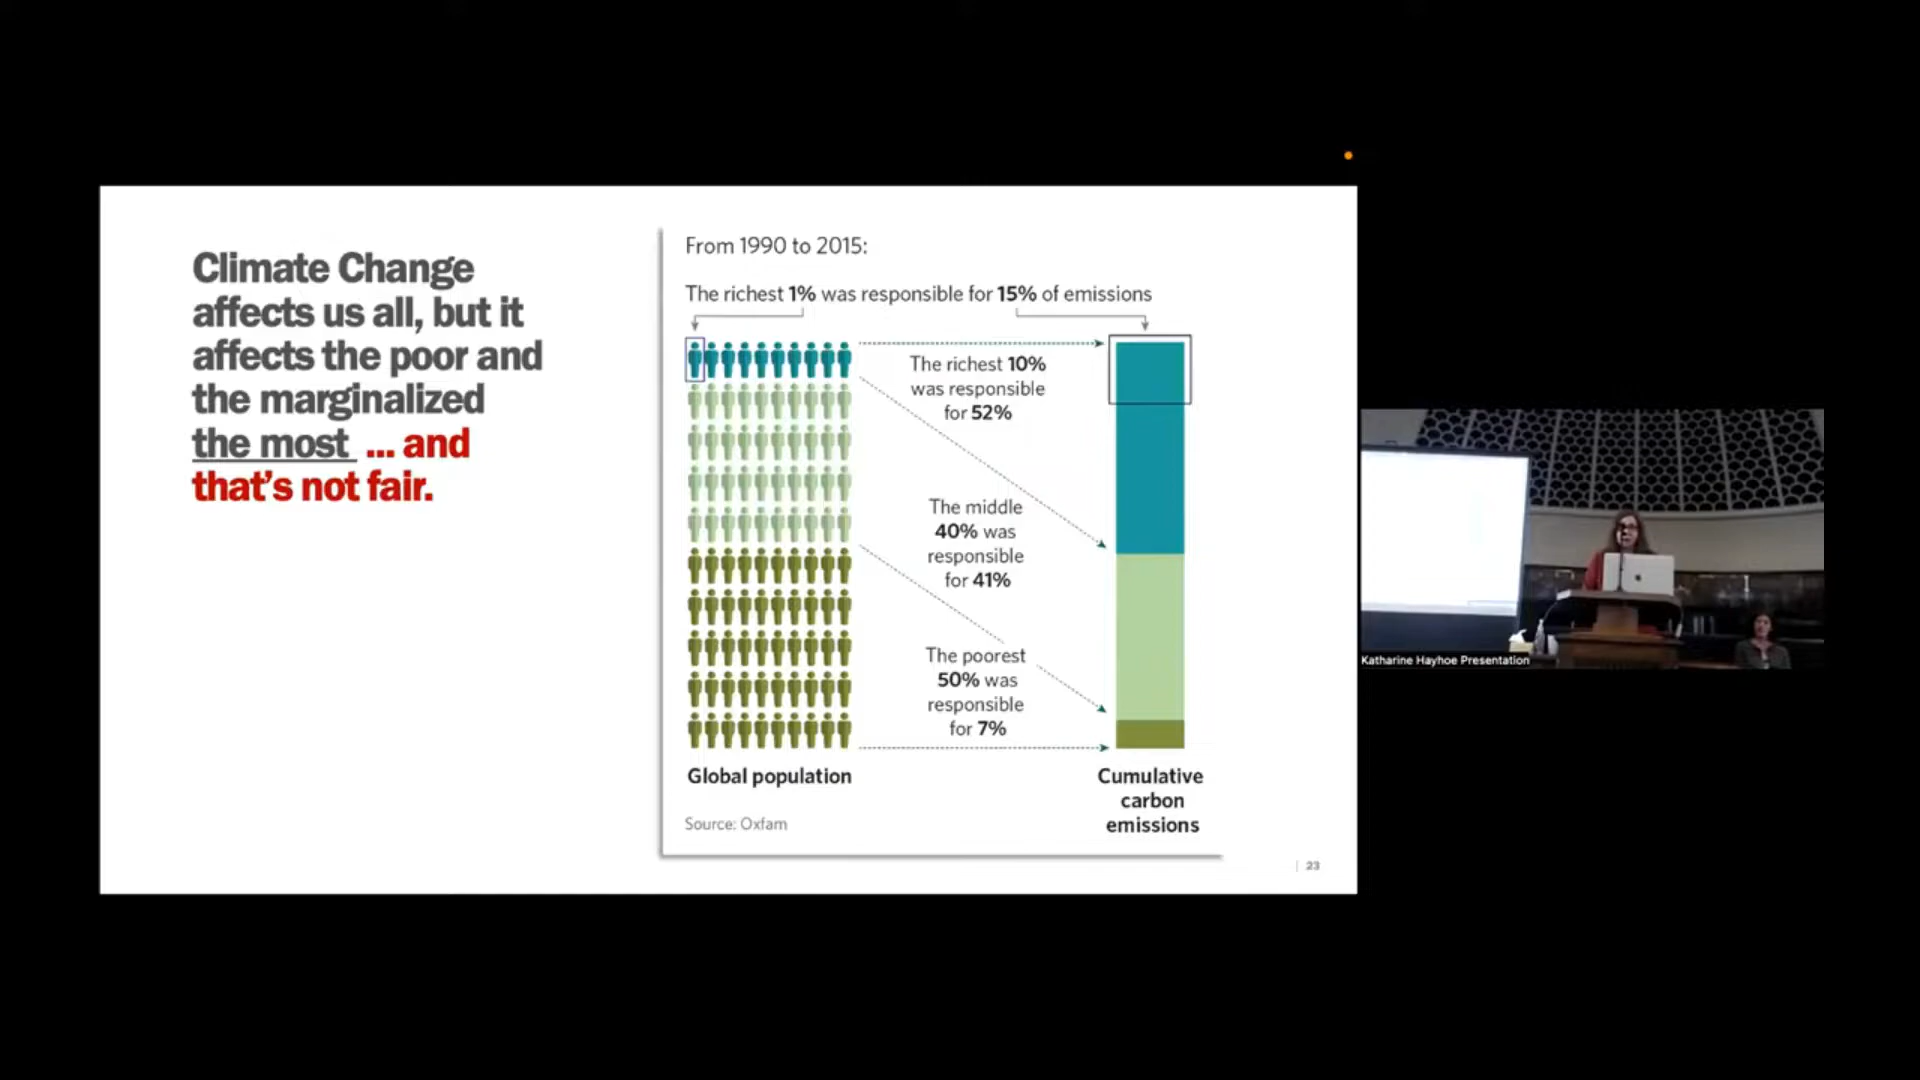 Climate Change
affects us all, but it
affects the poor and
the marginalized
the most ... and
that's not fair.
From 1990 to 2015:
The richest 1% was responsible for 15% of emissions
The richest 10%
was responsible
for 52%
The middle
40% was
responsible
for 41%
The poorest
50% was
responsible
for 7%
Global population
Cumulative
carbon
emissions
Source: Oxfam
23
Katharine Hayhoe Presentation